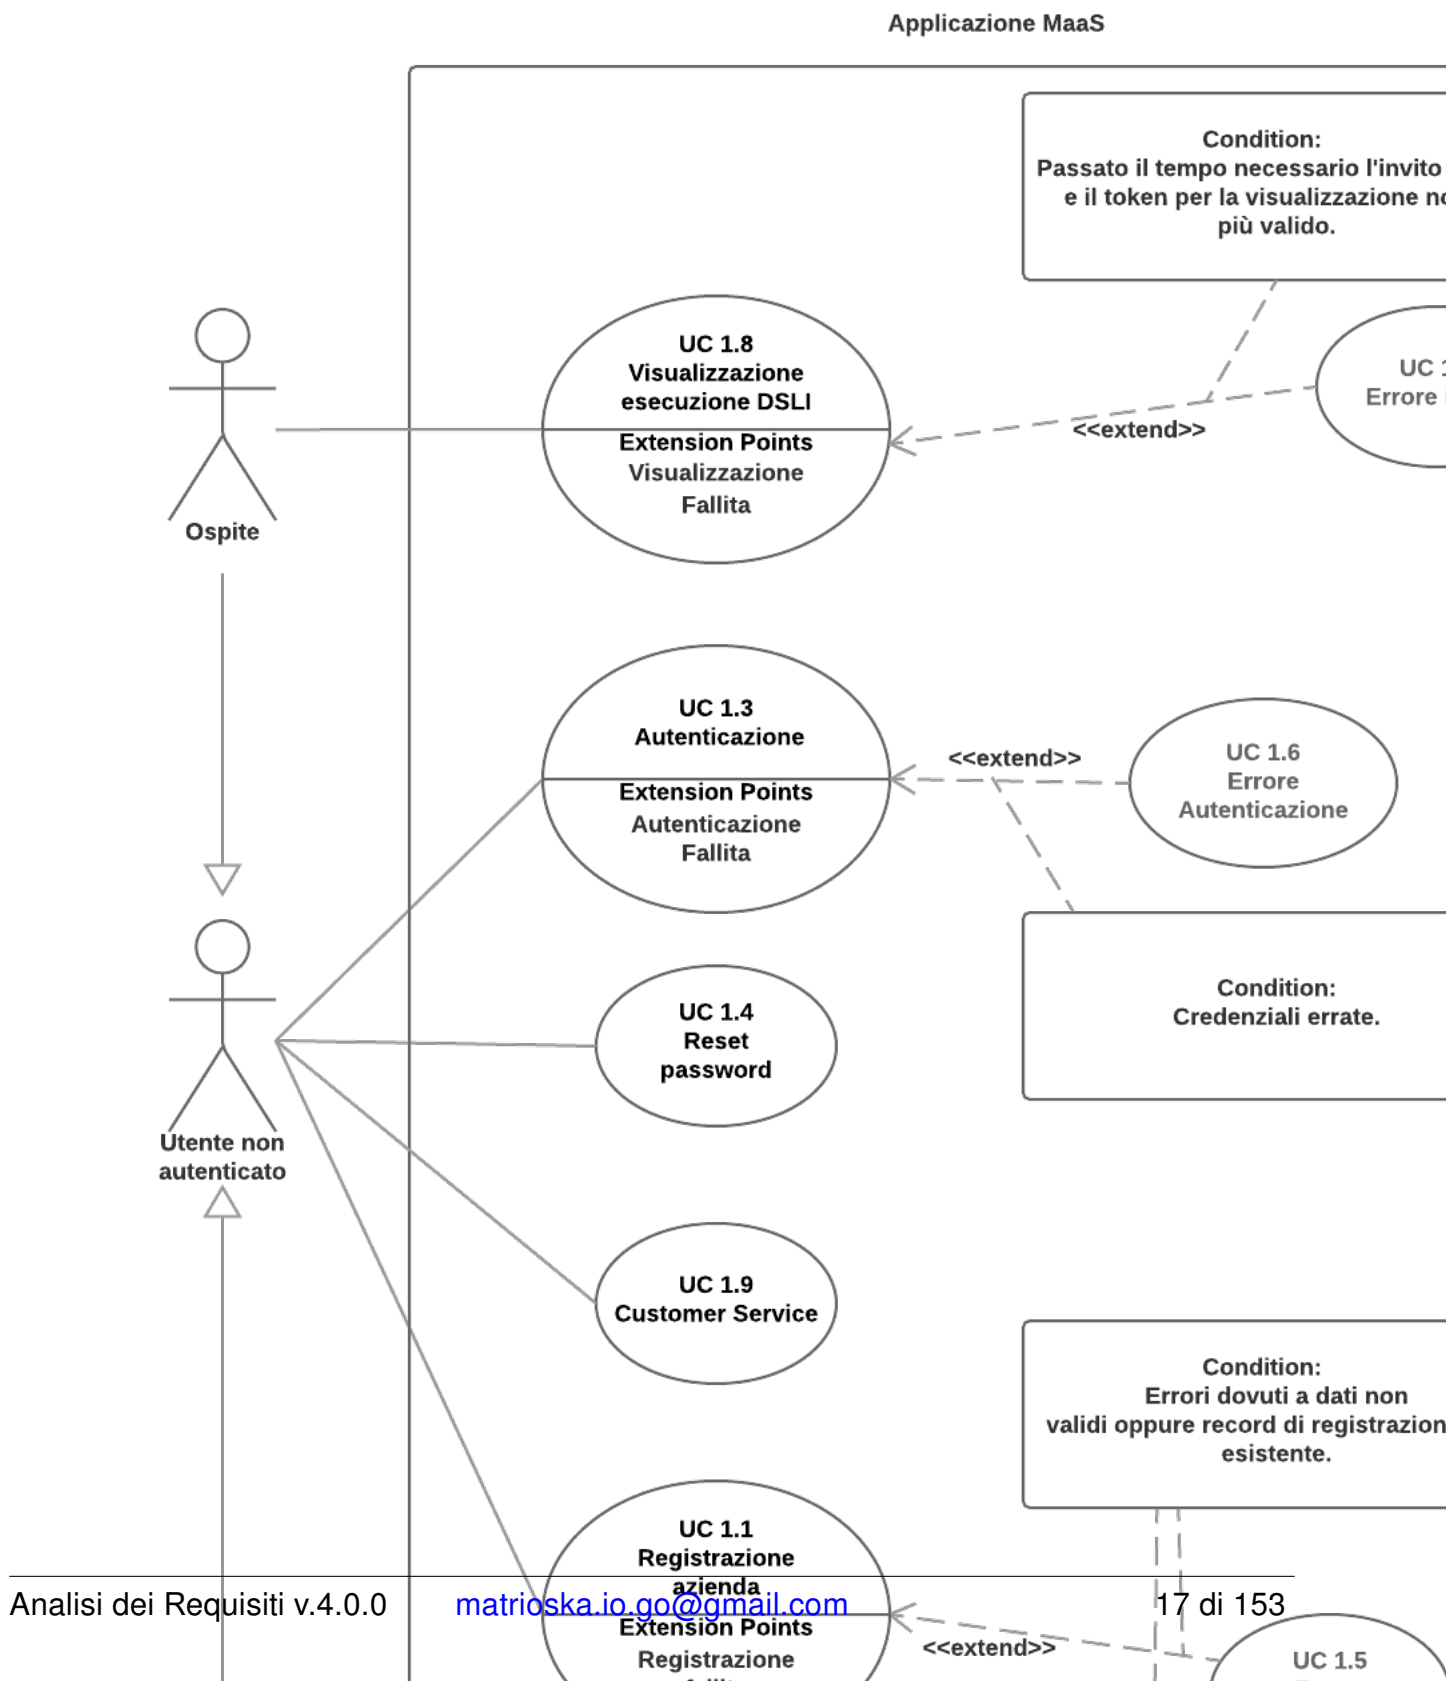 Applicazione MaaS
Condition:
Passato il tempo necessario l'invito
e il token per la visualizzazione
più valido.
UC 1.8
Visualizzazione
esecuzione DSLI
Extension Points
Visualizzazione
Fallita
<<extend>>
UC
Errore
Ospite
UC 1.3
Autenticazione
Extension Points
Autenticazione
Fallita
<<extend>>
UC 1.6
Errore
Autenticazione
Condition:
Credenziali errate.
UC 1.4
Reset
password
Utente non
autenticato
UC 1.9
Customer Service
Condition:
Errori dovuti a dati non
validi oppure record di registrazion
esistente.
UC 1.1
Registrazione
azienda
Extension Points
Registrazione
<<extend>>
UC 1.5
Analisi dei Requisiti v.4.0.0 matrioska.io.go@gmail.com 17 di 153